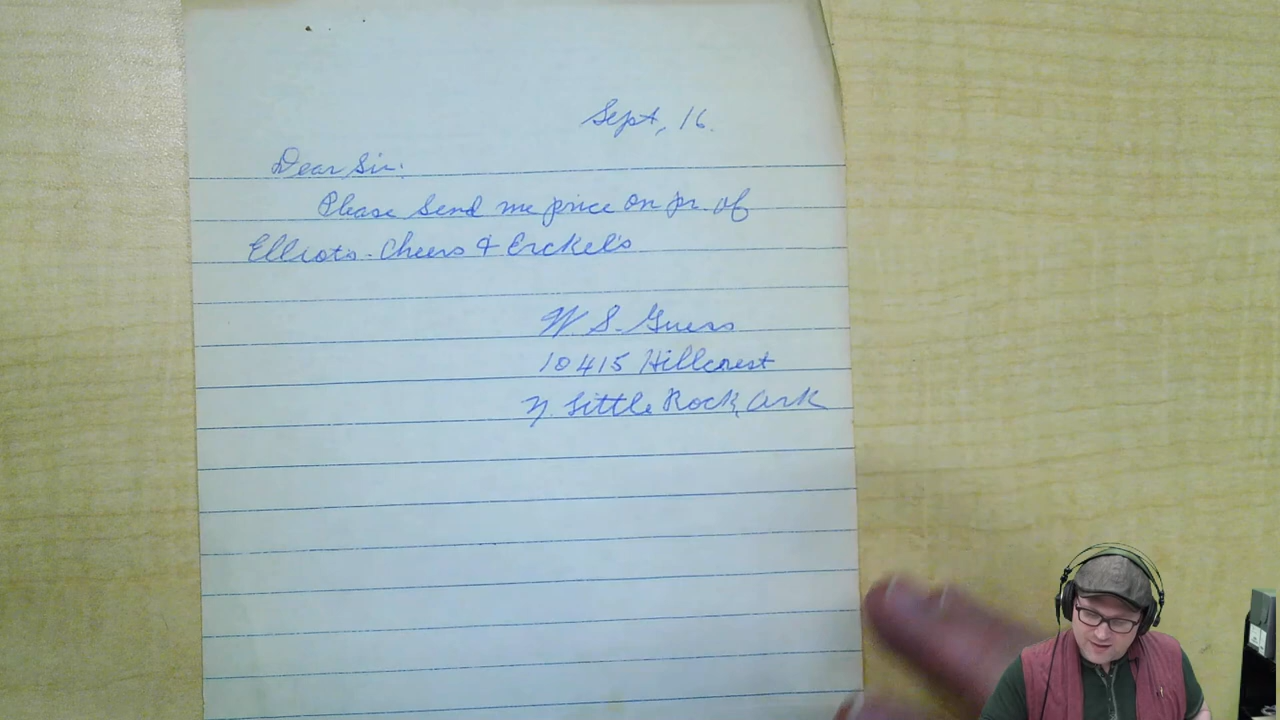 Sept, 16.
Dear Sir:
Please Send me price on pr. of
Elliots - Cheers & Erckel's
W S. Guess
10415 Hillcrest
N. Little Rock, Ark